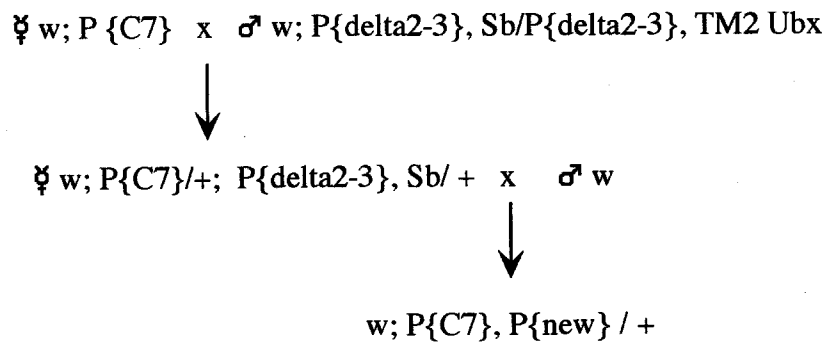 ☿ w; P {C7} x ♂ w; P{delta2-3}, Sb/P{delta2-3}, TM2 Ubx
☿ w; P{C7}/+; P{delta2-3}, Sb/ + x ♂ w
w; P{C7}, P{new} / +